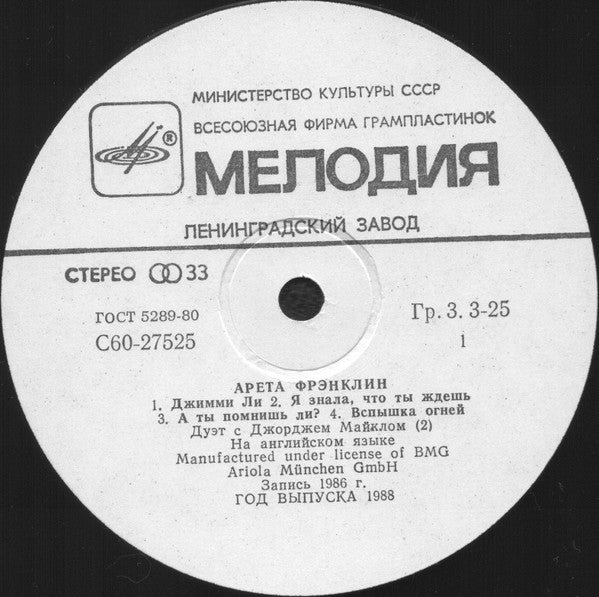 МИНИСТЕРСТВО КУЛЬТУРЫ СССР
ВСЕСОЮЗНАЯ ФИРМА ГРАМПЛАСТИНОК
®
МЕЛОДИЯ
ЛЕНИНГРАДСКИЙ ЗАВОД
СТЕРЕО 33
ГОСТ 5289-80
С60-27525
Гр. 3. 3-25
1
АРЕТА ФРЭНКЛИН
1. Джимми Ли 2. Я знала, что ты ждешь
3. А ты помнишь ли? 4. Вспышка огней
Дуэт с Джорджем Майклом (2)
На английском языке
Manufactured under license of BMG
Ariola München GmbH
Запись 1986 г.
ГОД ВЫПУСКА 1988